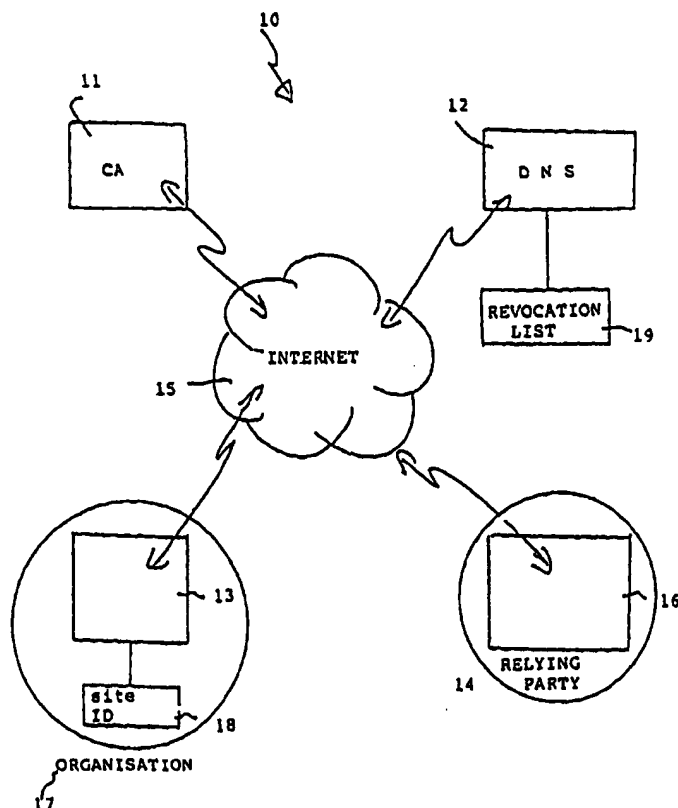 10
11
CA
12
D N S
REVOCATION
LIST
19
INTERNET
15
13
site
ID
18
ORGANISATION
17
16
14
RELYING
PARTY